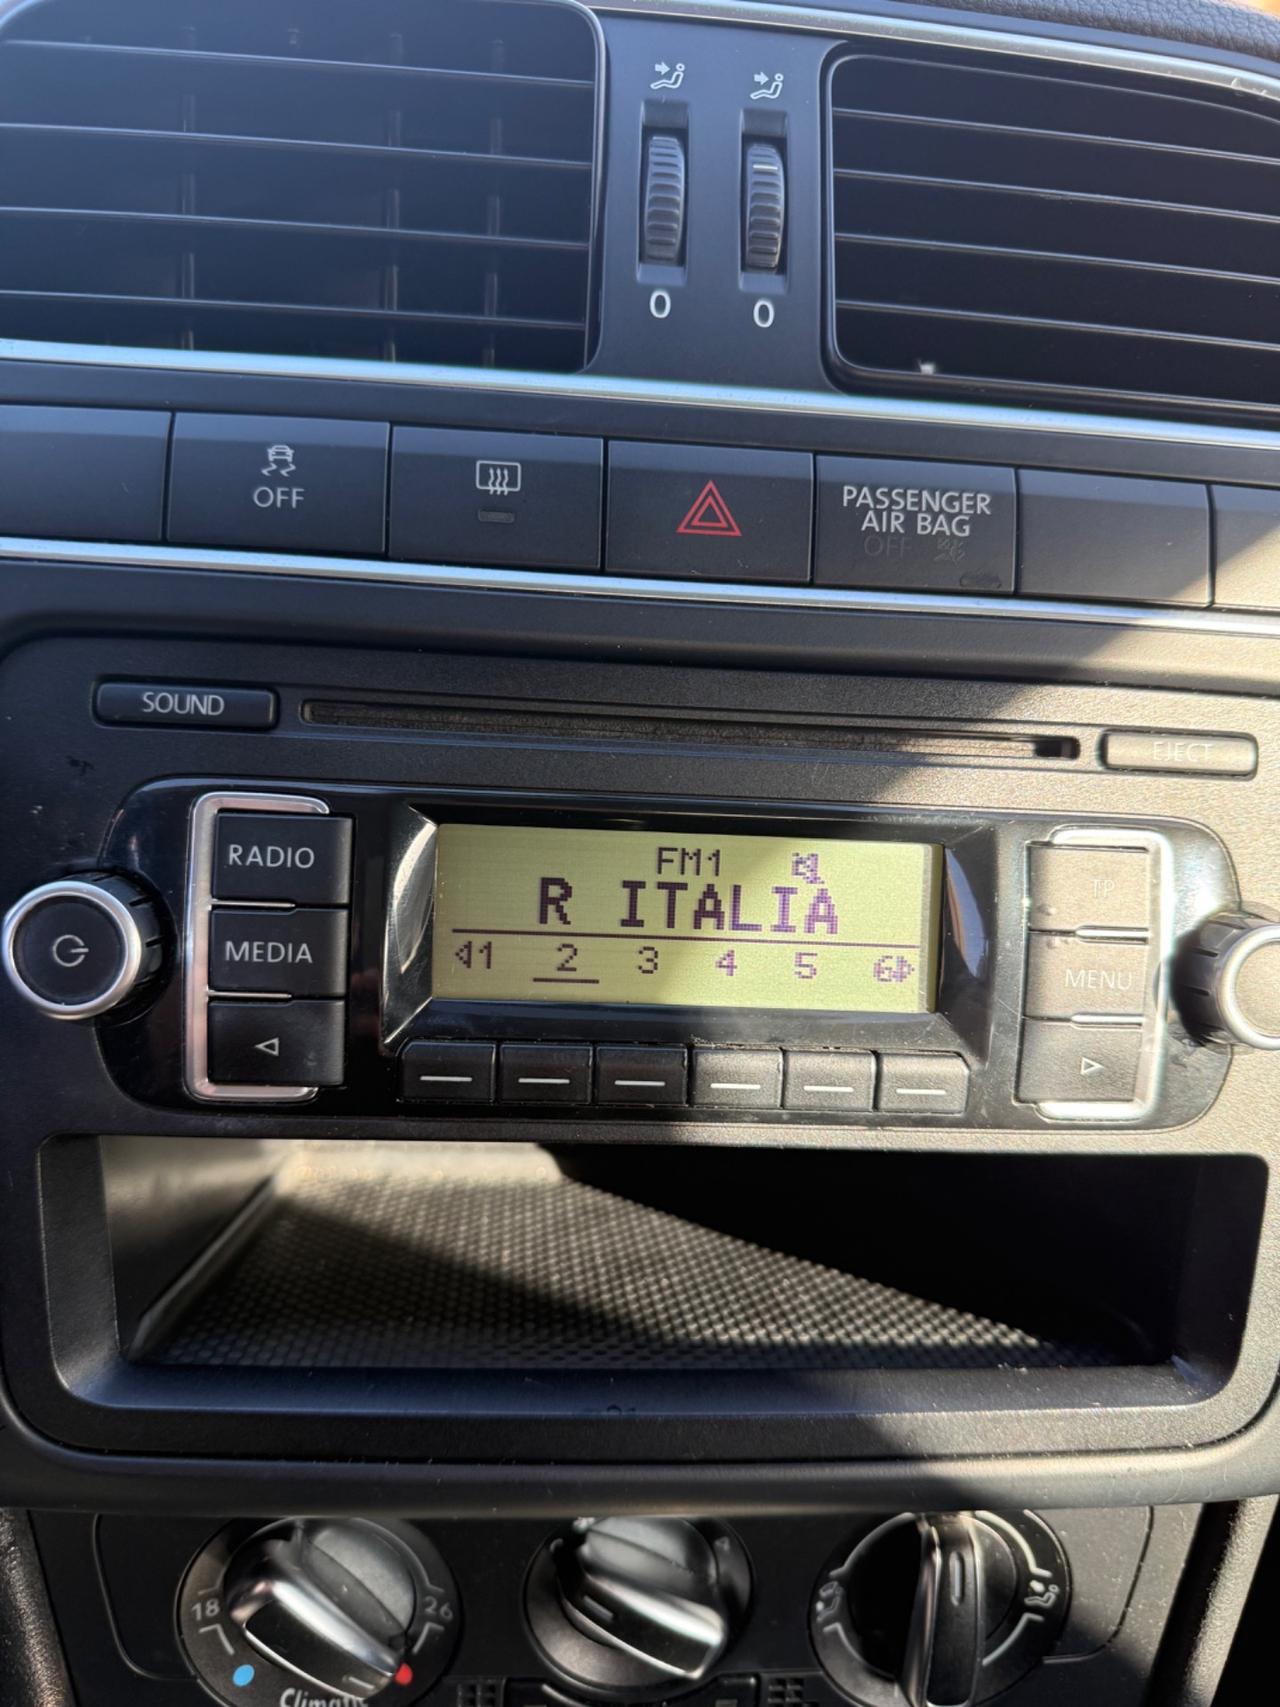 0 0
OFF
PASSENGER
AIR BAG
OFF
SOUND
EJECT
RADIO
FM1
TP
R ITALIA
MEDIA
1 2 3 4 5 6
MENU
18
26
Climatic